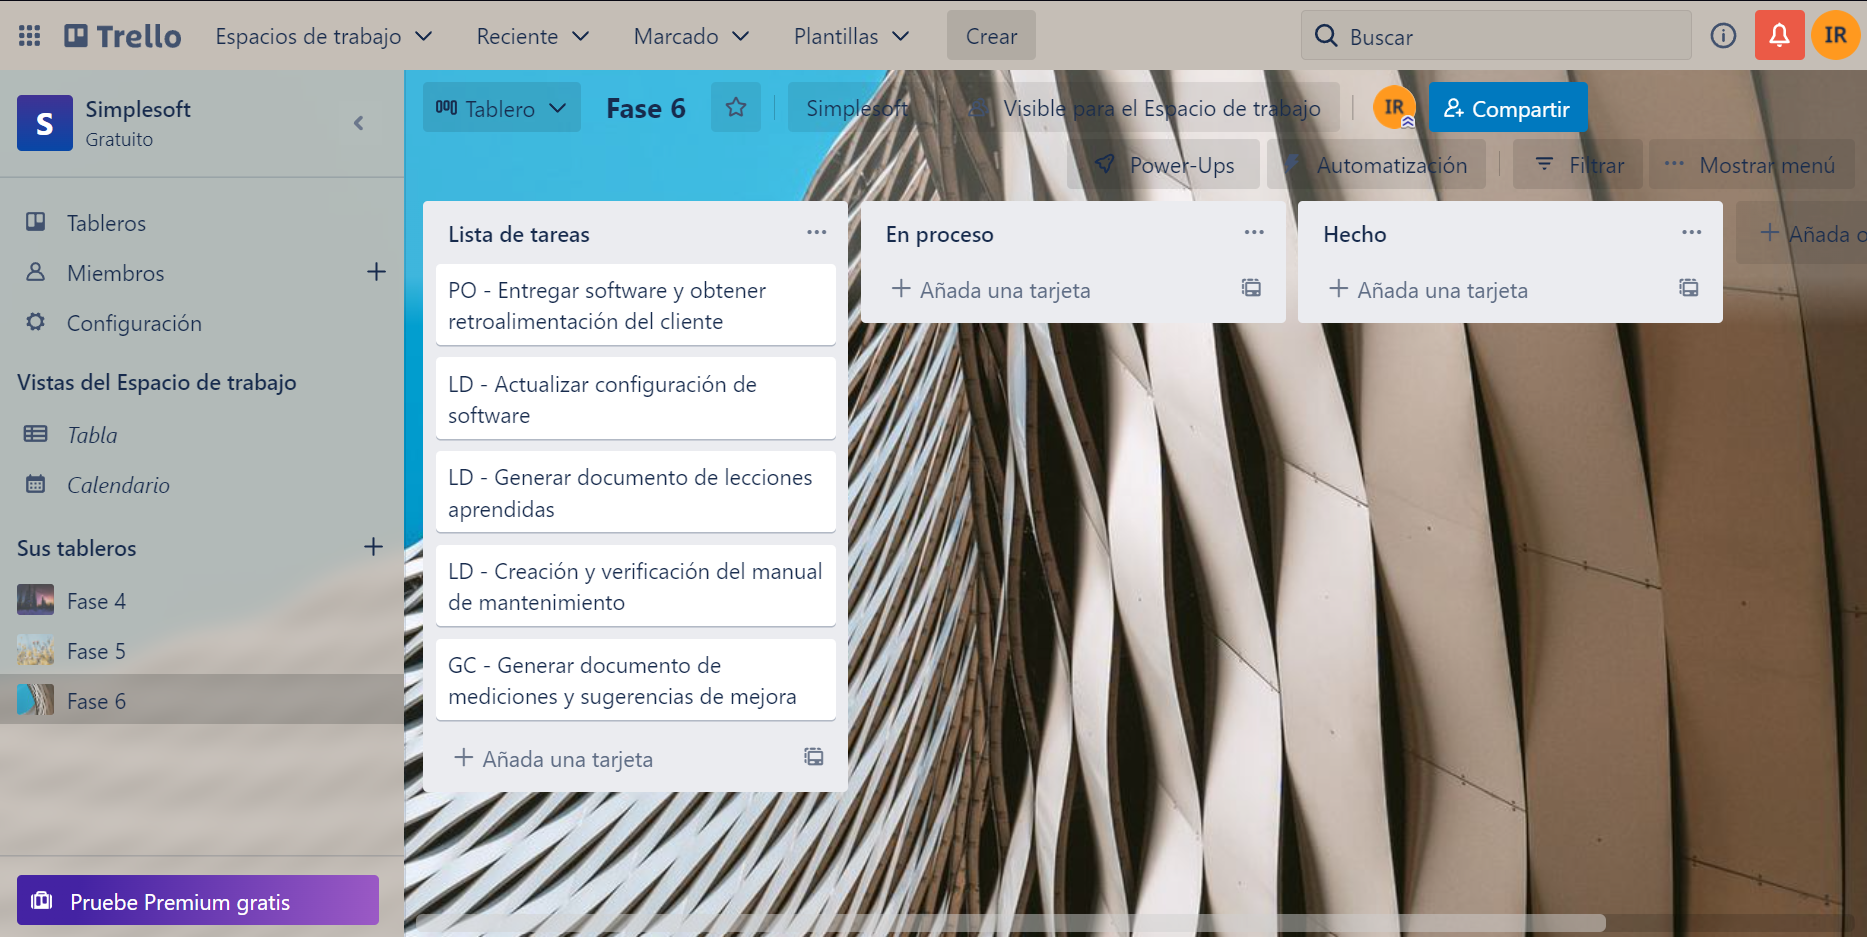 Trello
Espacios de trabajo
Reciente
Marcado
Plantillas
Crear
Buscar
IR
S
Simplesoft
Gratuito
Tablero
Fase 6
Simplesoft
Visible para el Espacio de trabajo
IR
Compartir
Power-Ups
Automatización
Filtrar
Mostrar menú
Tableros
Miembros
Configuración
Vistas del Espacio de trabajo
Tabla
Calendario
Sus tableros
Fase 4
Fase 5
Fase 6
Pruebe Premium gratis
Lista de tareas
PO - Entregar software y obtener
retroalimentación del cliente
LD - Actualizar configuración de
software
LD - Generar documento de lecciones
aprendidas
LD - Creación y verificación del manual
de mantenimiento
GC - Generar documento de
mediciones y sugerencias de mejora
Añada una tarjeta
En proceso
Añada una tarjeta
Hecho
Añada una tarjeta
Añada o